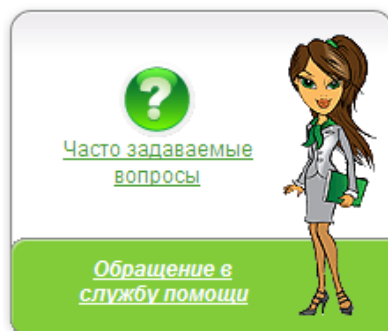 ?
Часто задаваемые
вопросы
Обращение в
службу помощи